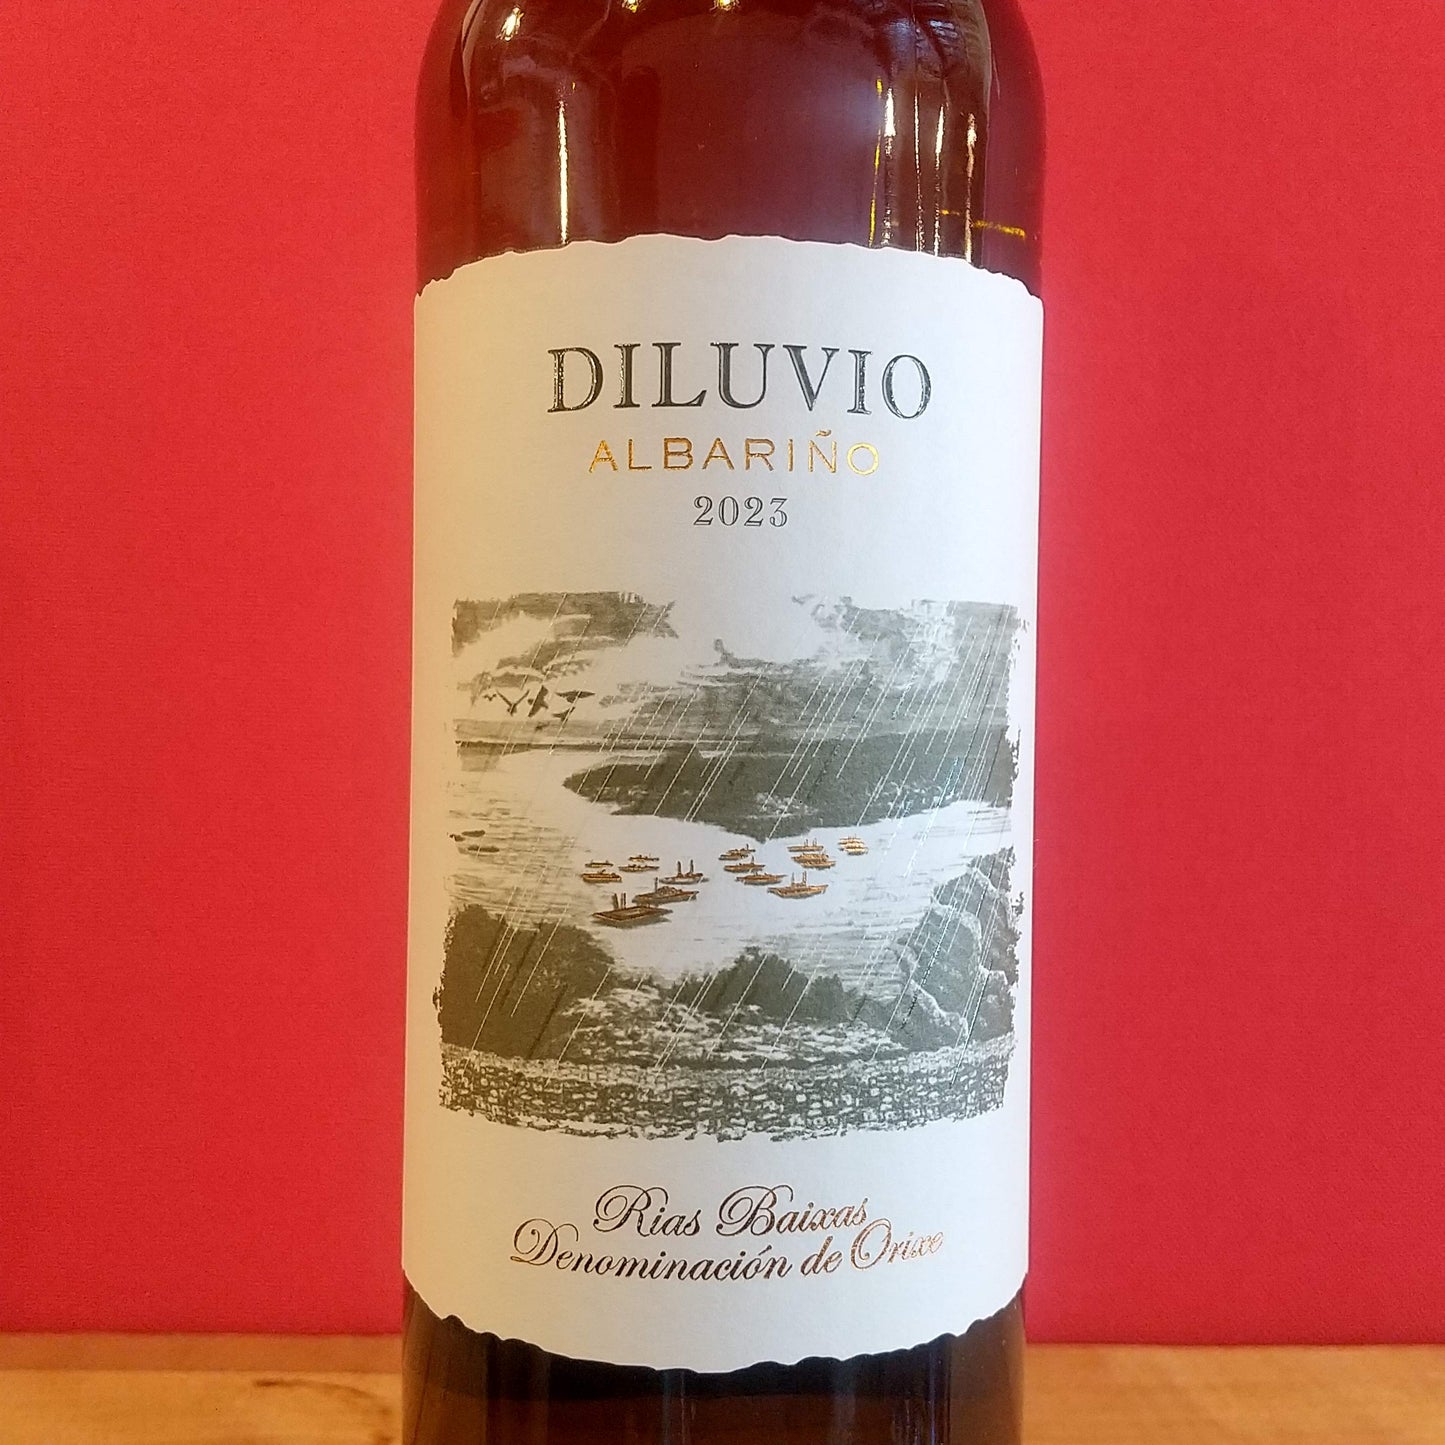 DILUVIO
ALBARIÑO
2023
Rias Baixas
Denominación de Orixe